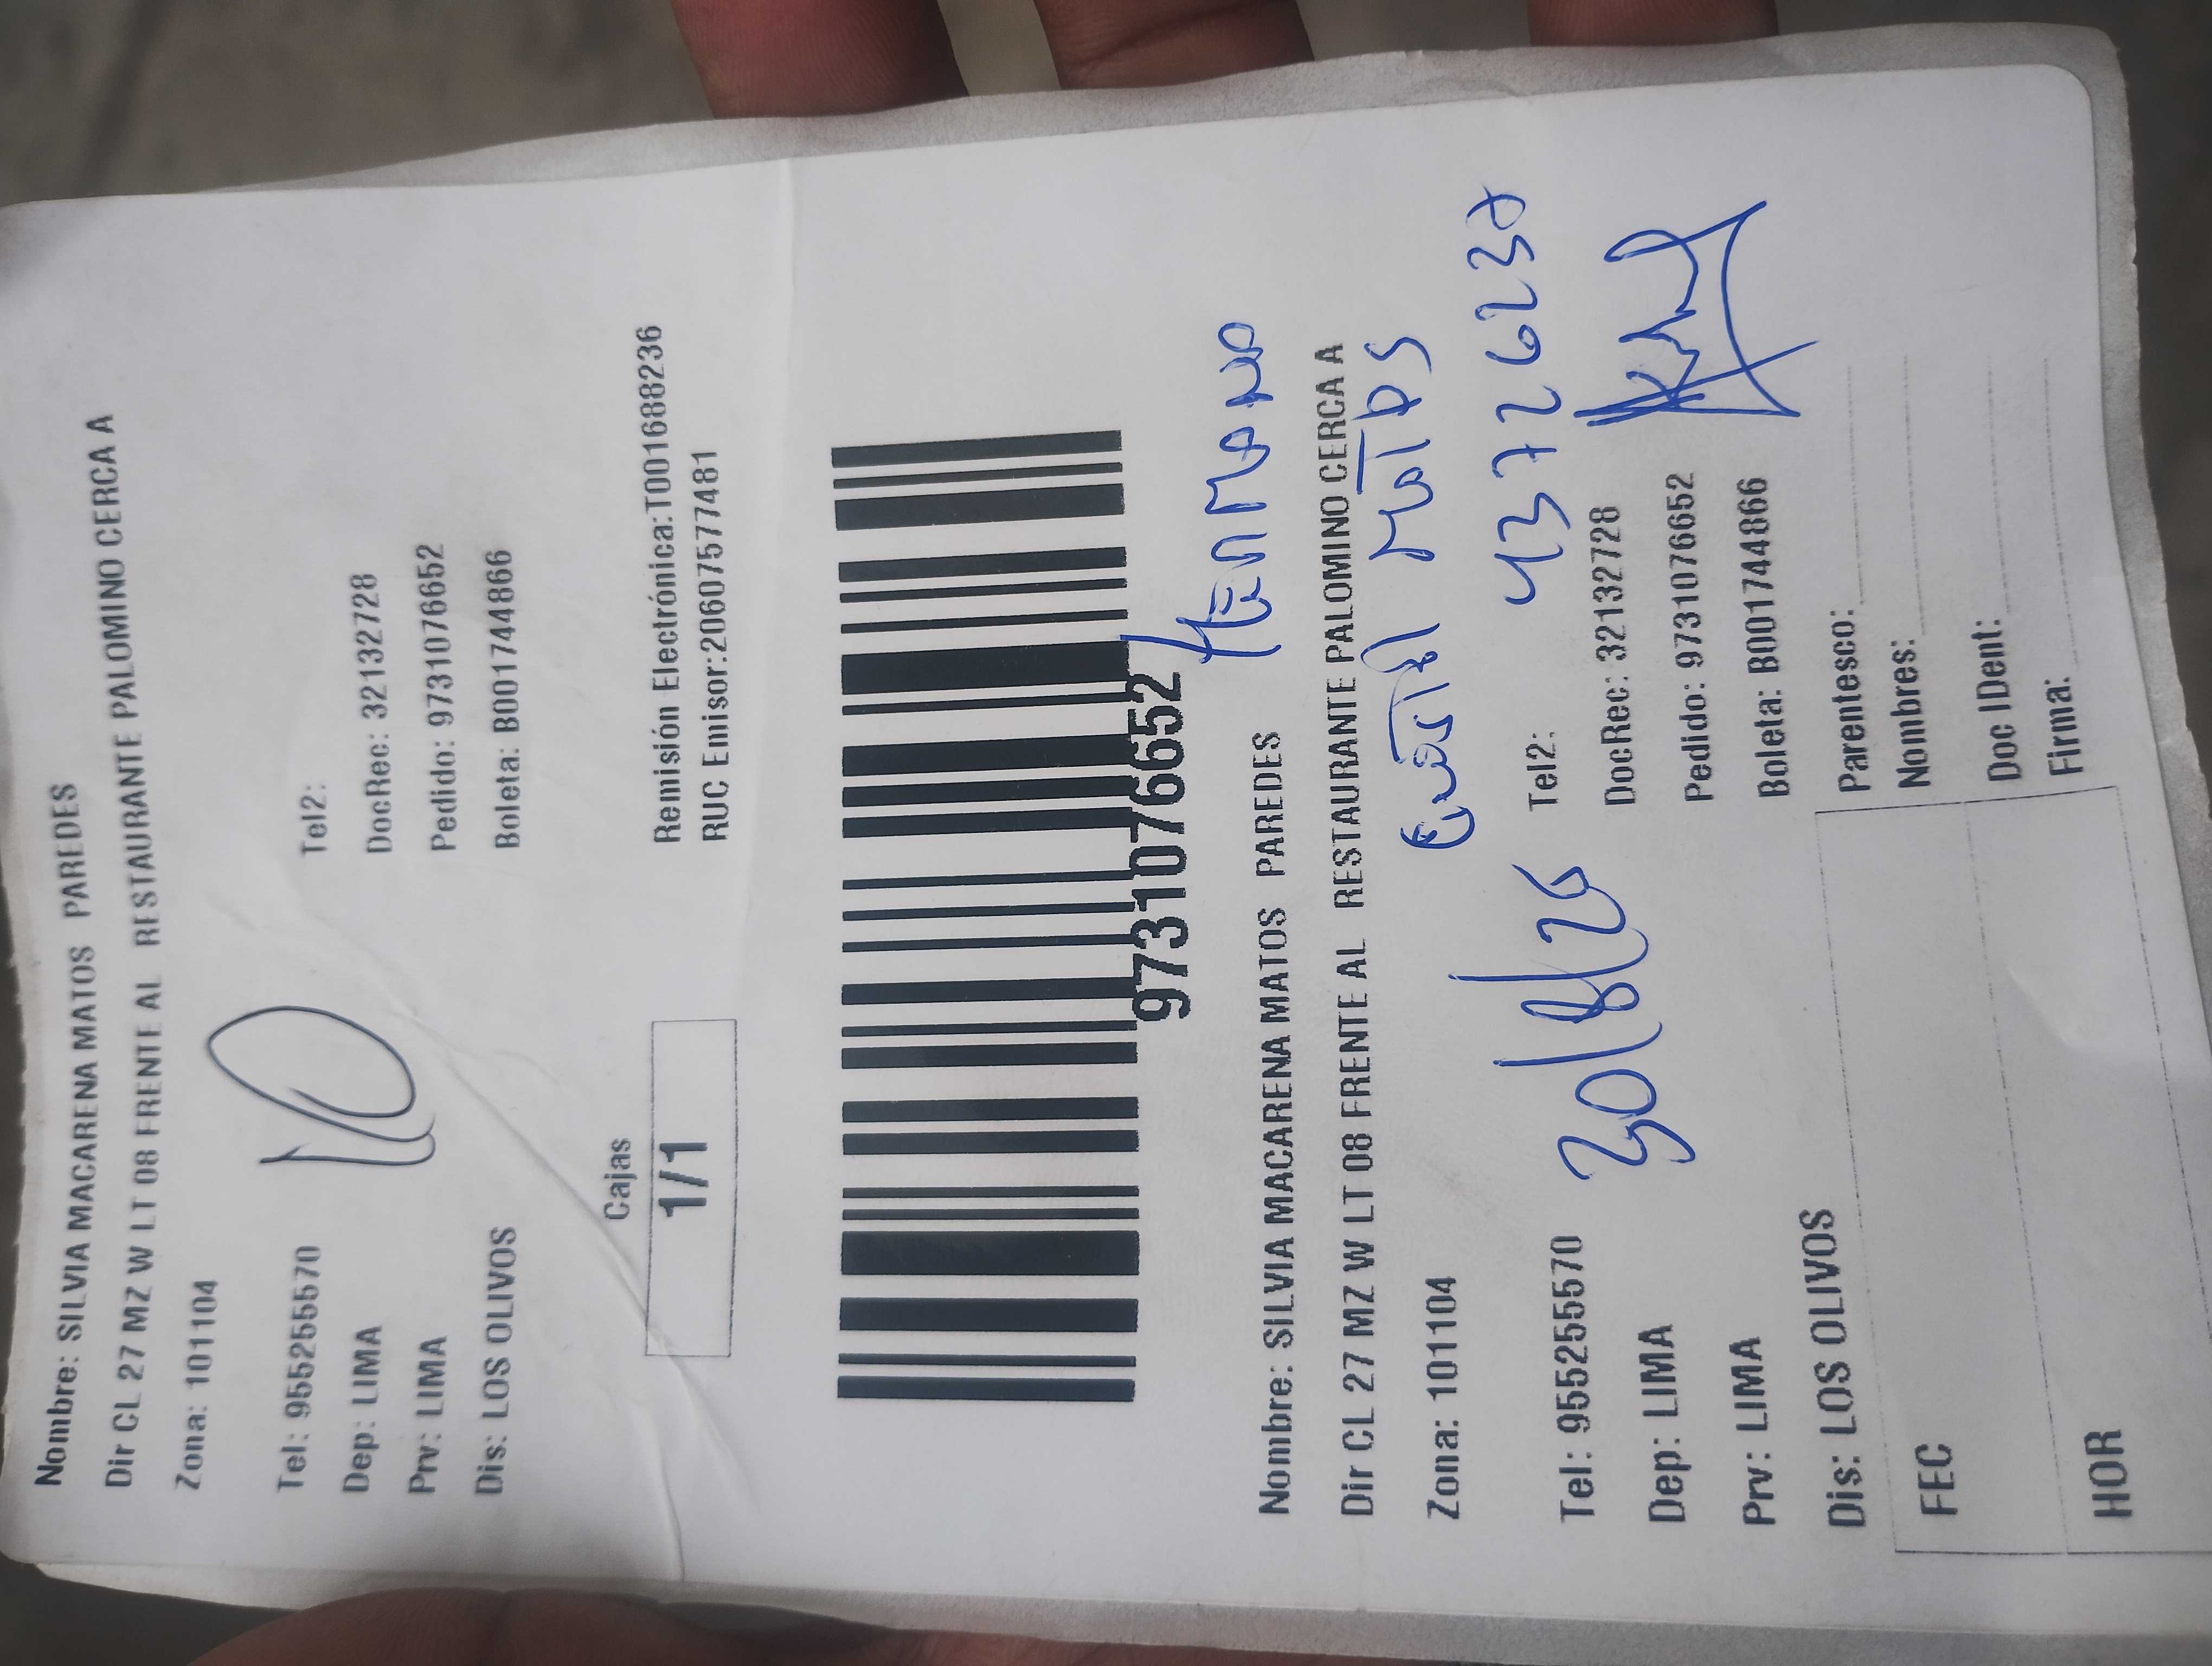 Nombre: SILVIA MACARENA MATOS PAREDES
Dir CL 27 MZ W LT 08 FRENTE AL RESTAURANTE PALOMINO CERCA A
Zona: 101104
10
Tel: 955255570 Tel2:
Dep: LIMA DocRec: 32132728
Prv: LIMA Pedido: 9731076652
Dis: LOS OLIVOS Boleta: B001744866
Cajas
1/1
Remisión Electrónica:T001688236
RUC Emisor:20607577481
9731076652
Hermano
Nombre: SILVIA MACARENA MATOS PAREDES
Dir CL 27 MZ W LT 08 FRENTE AL RESTAURANTE PALOMINO CERCA A
Matos
Zona: 101104
43726230
30/8/25
Tel: 955255570 Tel2:
Dep: LIMA DocRec: 32132728
Prv: LIMA Pedido: 9731076652
Dis: LOS OLIVOS Boleta: B001744866
FEC
HOR
Parentesco:
Nombres:
Doc IDent:
Firma: